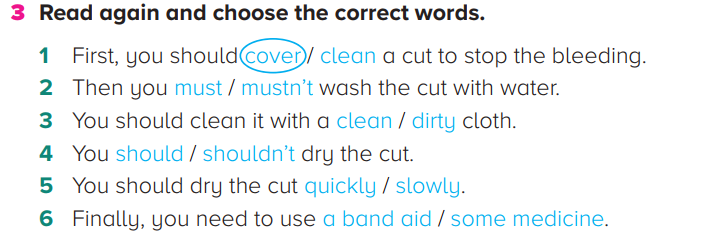 3 Read again and choose the correct words.
1 First, you should cover / clean a cut to stop the bleeding.
2 Then you must / mustn't wash the cut with water.
3 You should clean it with a clean / dirty cloth.
4 You should / shouldn't dry the cut.
5 You should dry the cut quickly / slowly.
6 Finally, you need to use a band aid / some medicine.